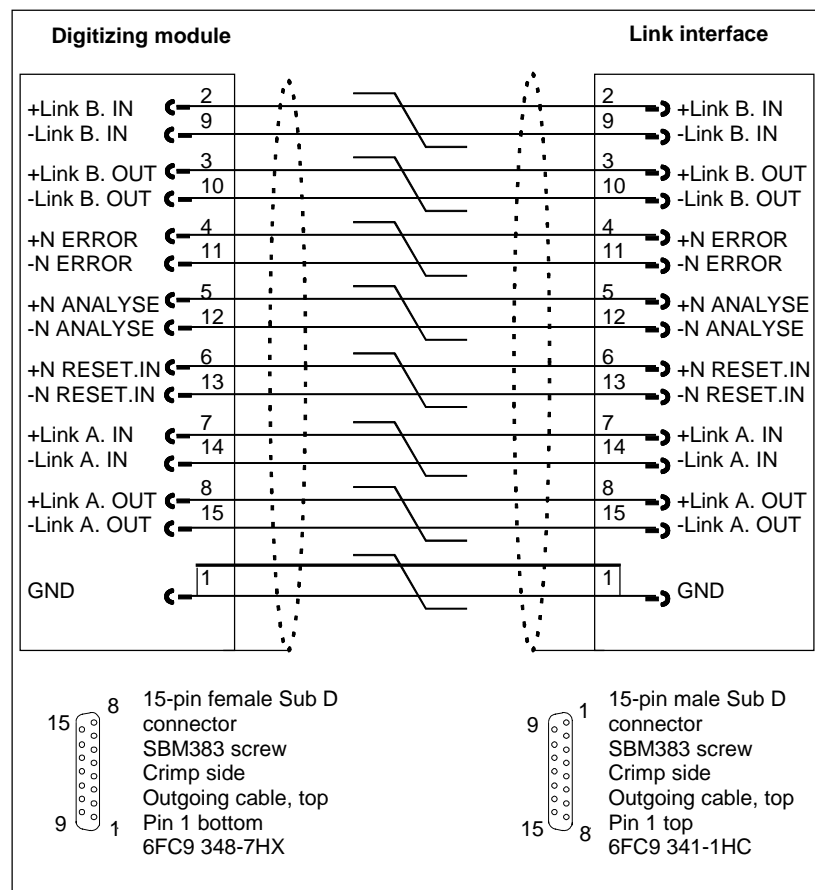 Digitizing module Link interface
+Link B. IN 2 2 +Link B. IN
-Link B. IN 9 9 -Link B. IN
+Link B. OUT 3 3 +Link B. OUT
-Link B. OUT 10 10 -Link B. OUT
+N ERROR 4 4 +N ERROR
-N ERROR 11 11 -N ERROR
+N ANALYSE 5 5 +N ANALYSE
-N ANALYSE 12 12 -N ANALYSE
+N RESET.IN 6 6 +N RESET.IN
-N RESET.IN 13 13 -N RESET.IN
+Link A. IN 7 7 +Link A. IN
-Link A. IN 14 14 -Link A. IN
+Link A. OUT 8 8 +Link A. OUT
-Link A. OUT 15 15 -Link A. OUT
GND 1 1 GND
15 8
9 1
15-pin female Sub D
connector
SBM383 screw
Crimp side
Outgoing cable, top
Pin 1 bottom
6FC9 348-7HX
9 1
15 8
15-pin male Sub D
connector
SBM383 screw
Crimp side
Outgoing cable, top
Pin 1 top
6FC9 341-1HC